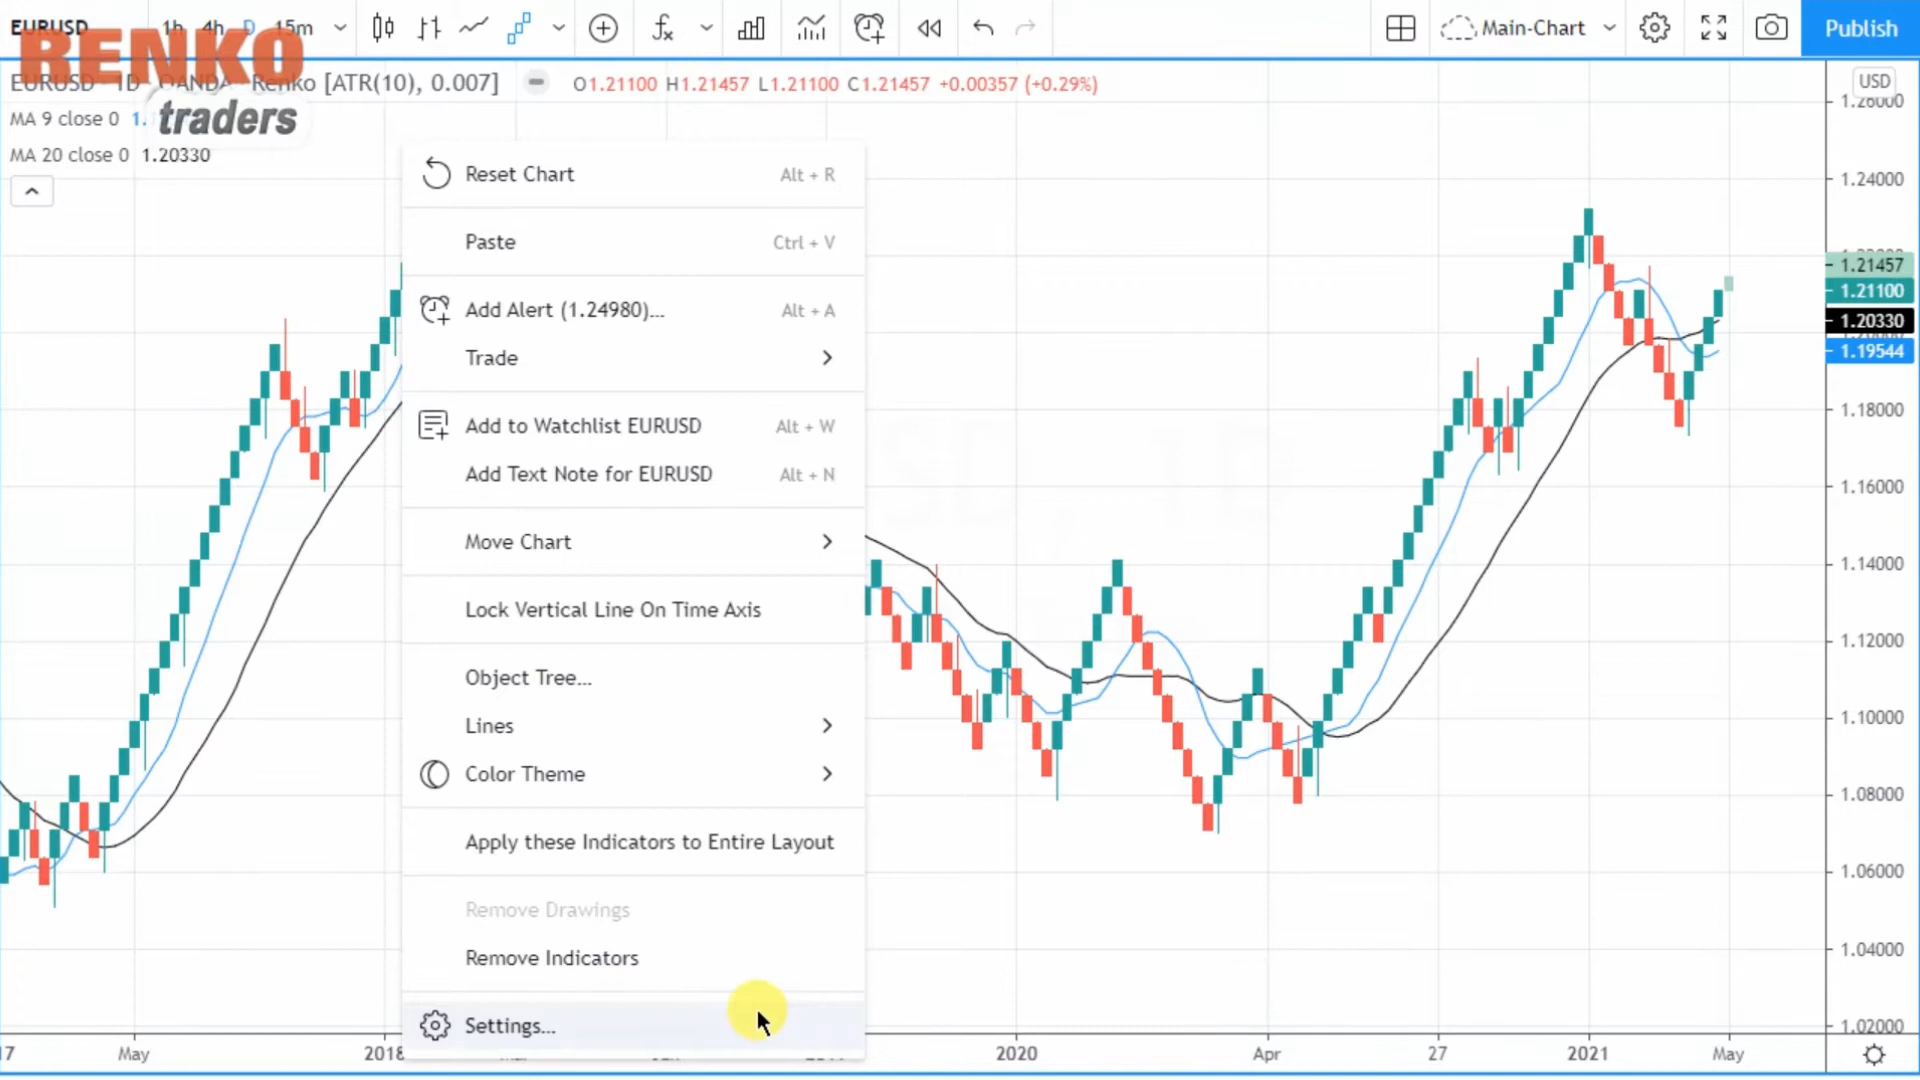 EURUSD 1h 4h D 15m Main-Chart Publish
RENKO
traders
EURUSD 1D OANDA Renko [ATR(10), 0.007] O1.21100 H1.21457 L1.21100 C1.21457 +0.00357 (+0.29%)
MA 9 close 0
MA 20 close 0 1.20330
Reset Chart Alt + R
Paste Ctrl + V
Add Alert (1.24980)... Alt + A
Trade
Add to Watchlist EURUSD Alt + W
Add Text Note for EURUSD Alt + N
Move Chart
Lock Vertical Line On Time Axis
Object Tree...
Lines
Color Theme
Apply these Indicators to Entire Layout
Remove Drawings
Remove Indicators
Settings...
USD
1.26000
1.24000
1.21457
1.21100
1.20330
1.19544
1.18000
1.16000
1.14000
1.12000
1.10000
1.08000
1.06000
1.04000
1.02000
7 May 2018 2020 Apr 27 2021 May